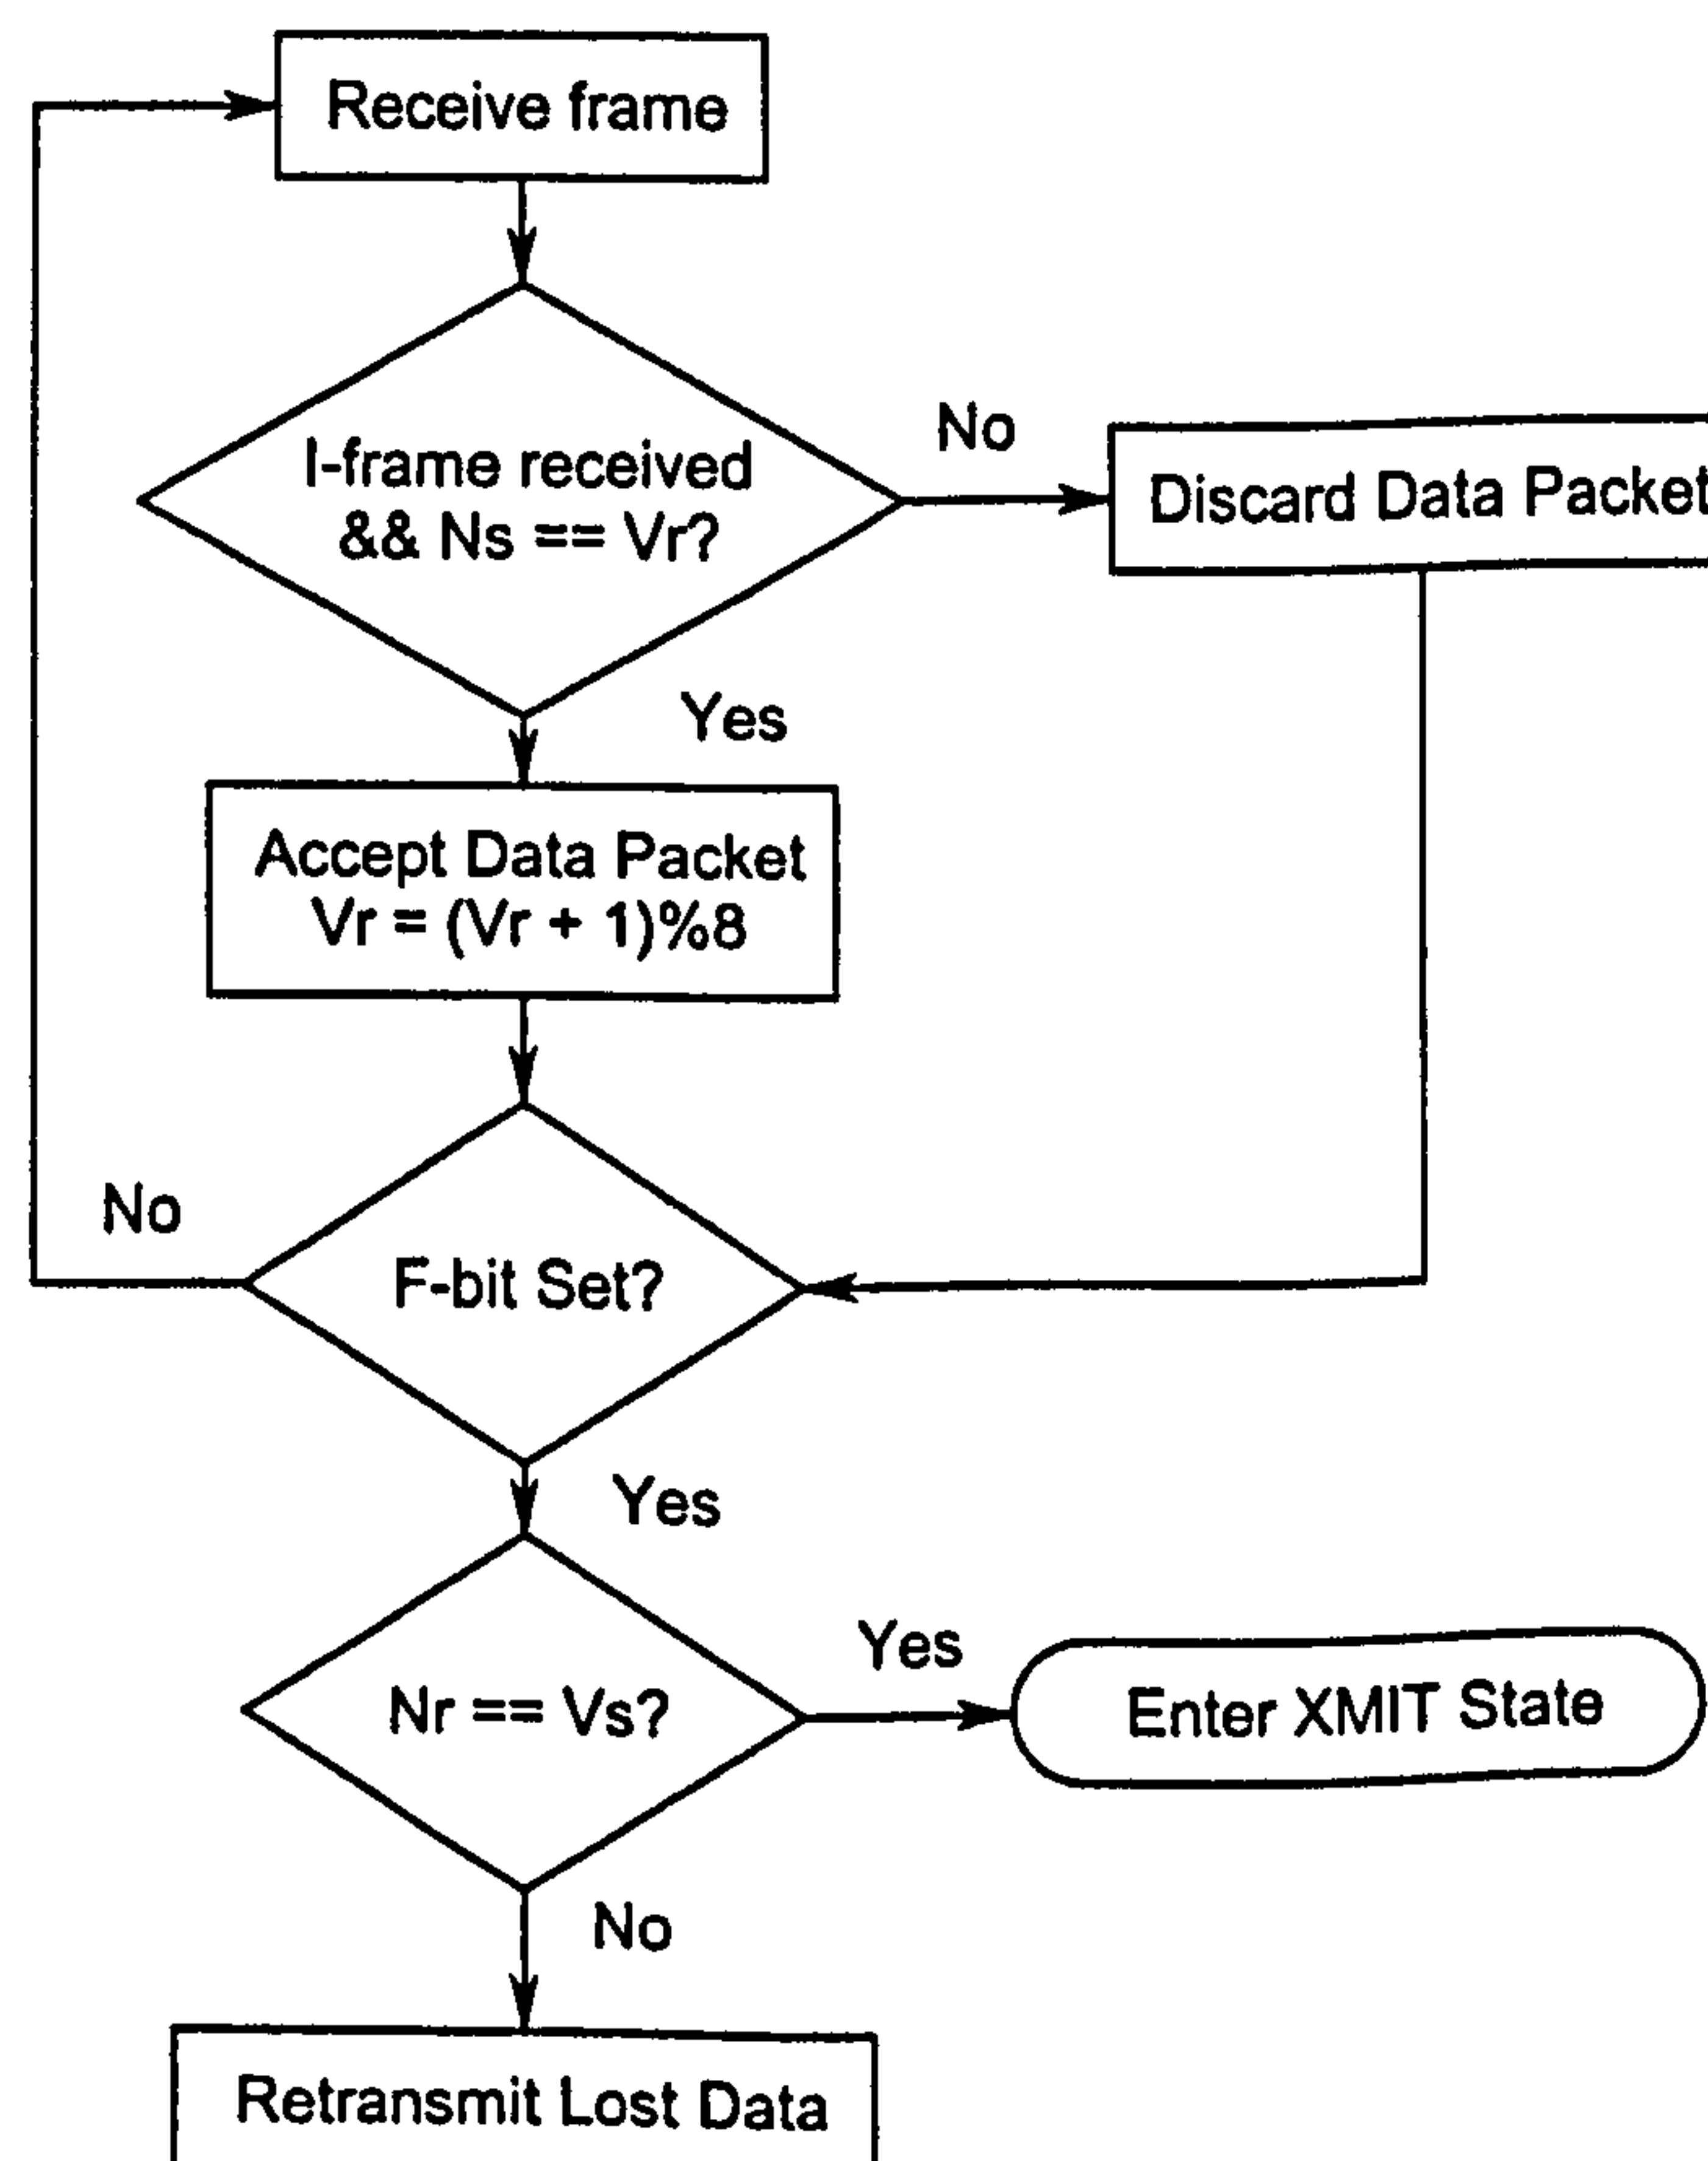 Receive frame
I-frame received
&& Ns == Vr?
No
Discard Data Packet
Yes
Accept Data Packet
Vr = (Vr + 1)%8
No
F-bit Set?
Yes
Nr == Vs?
Yes
Enter XMIT State
No
Retransmit Lost Data